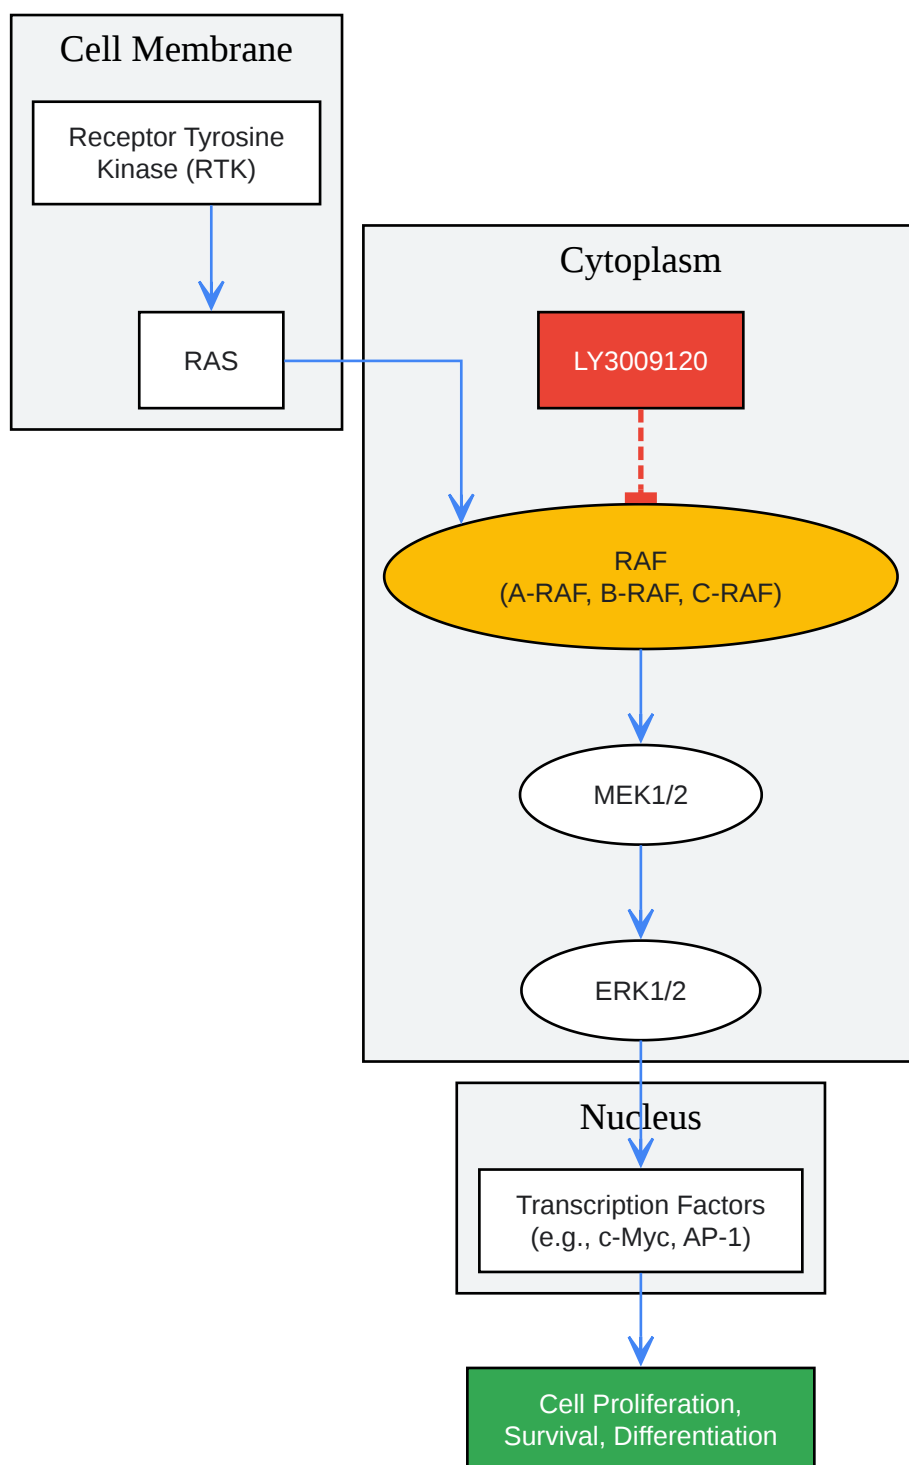 Cell Membrane
Receptor Tyrosine
Kinase (RTK)
RAS
Cytoplasm
LY3009120
RAF
(A-RAF, B-RAF, C-RAF)
MEK1/2
ERK1/2
Nucleus
Transcription Factors
(e.g., c-Myc, AP-1)
Cell Proliferation,
Survival, Differentiation